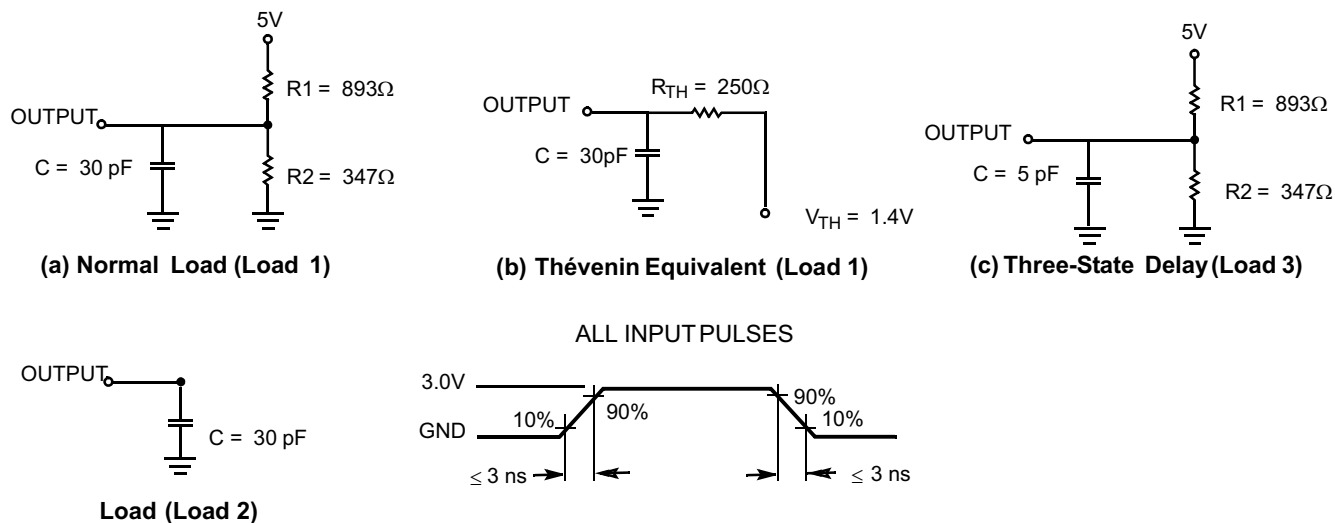 5V
R1 = 893Ω
OUTPUT
C = 30 pF
R2 = 347Ω
(a) Normal Load (Load 1)
RTH = 250Ω
OUTPUT
C = 30pF
VTH = 1.4V
(b) Thévenin Equivalent (Load 1)
5V
R1 = 893Ω
OUTPUT
C = 5 pF
R2 = 347Ω
(c) Three-State Delay (Load 3)
OUTPUT
C = 30 pF
Load (Load 2)
ALL INPUT PULSES
3.0V
GND
10%
90%
90%
10%
≤ 3 ns
≤ 3 ns